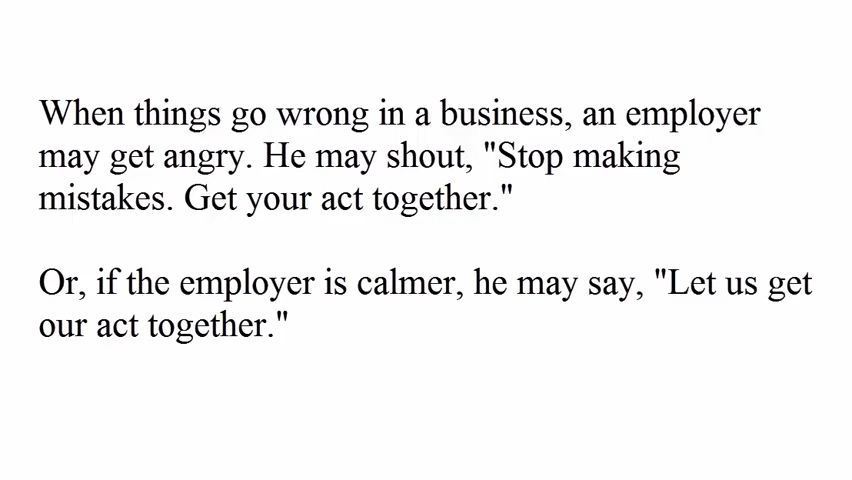 When things go wrong in a business, an employer
may get angry. He may shout, "Stop making
mistakes. Get your act together."
Or, if the employer is calmer, he may say, "Let us get
our act together."